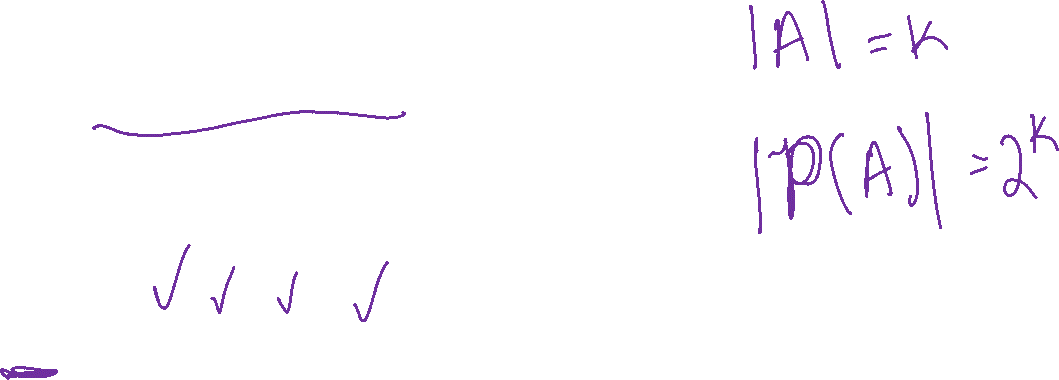 |A| = k
|P(A)| = 2^k
✓ ✓ ✓ ✓